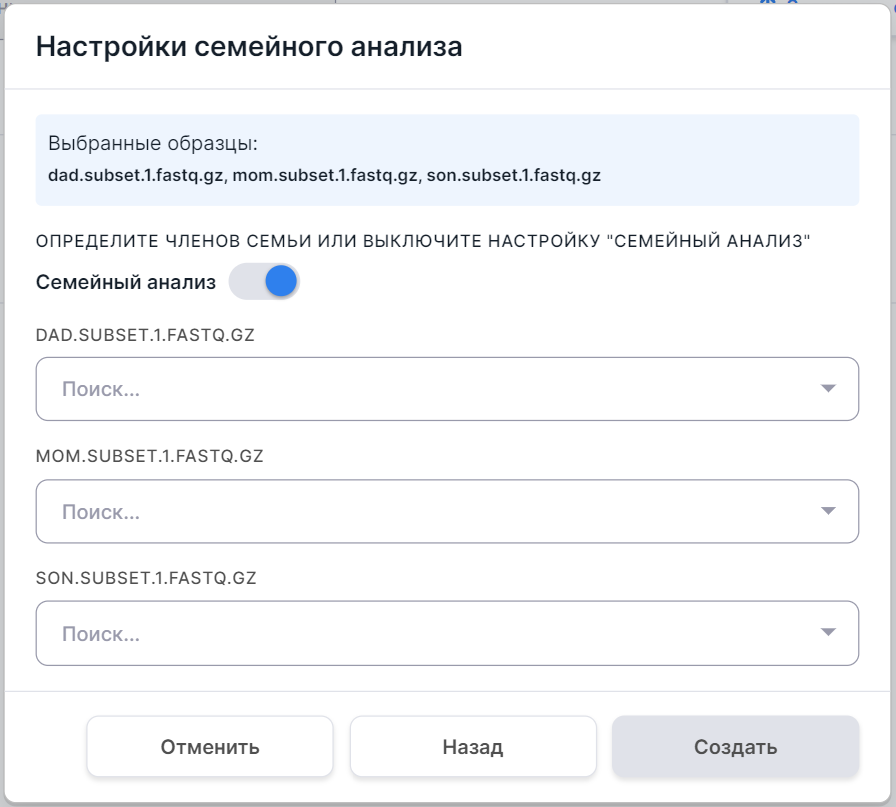 Настройки семейного анализа
Выбранные образцы:
dad.subset.1.fastq.gz, mom.subset.1.fastq.gz, son.subset.1.fastq.gz
ОПРЕДЕЛИТЕ ЧЛЕНОВ СЕМЬИ ИЛИ ВЫКЛЮЧИТЕ НАСТРОЙКУ "СЕМЕЙНЫЙ АНАЛИЗ"
Семейный анализ
DAD.SUBSET.1.FASTQ.GZ
Поиск...
MOM.SUBSET.1.FASTQ.GZ
Поиск...
SON.SUBSET.1.FASTQ.GZ
Поиск...
Отменить
Назад
Создать